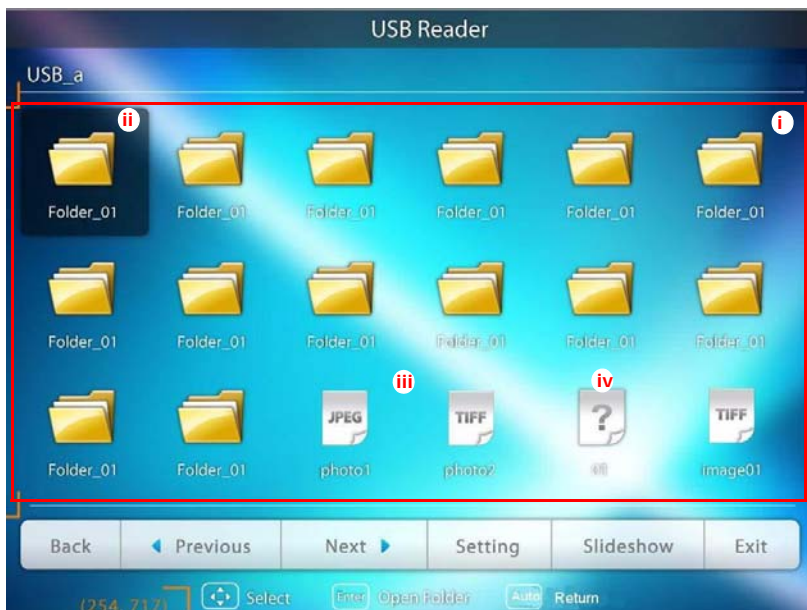 USB Reader
USB_a
ii
i
Folder_01 Folder_01 Folder_01 Folder_01 Folder_01 Folder_01
Folder_01 Folder_01 Folder_01 Folder_01 Folder_01 Folder_01
iii
iv
JPEG TIFF ? TIFF
Folder_01 Folder_01 photo1 photo2 image01
Back Previous Next Setting Slideshow Exit
(254, 717) Select Enter Open Folder Auto Return